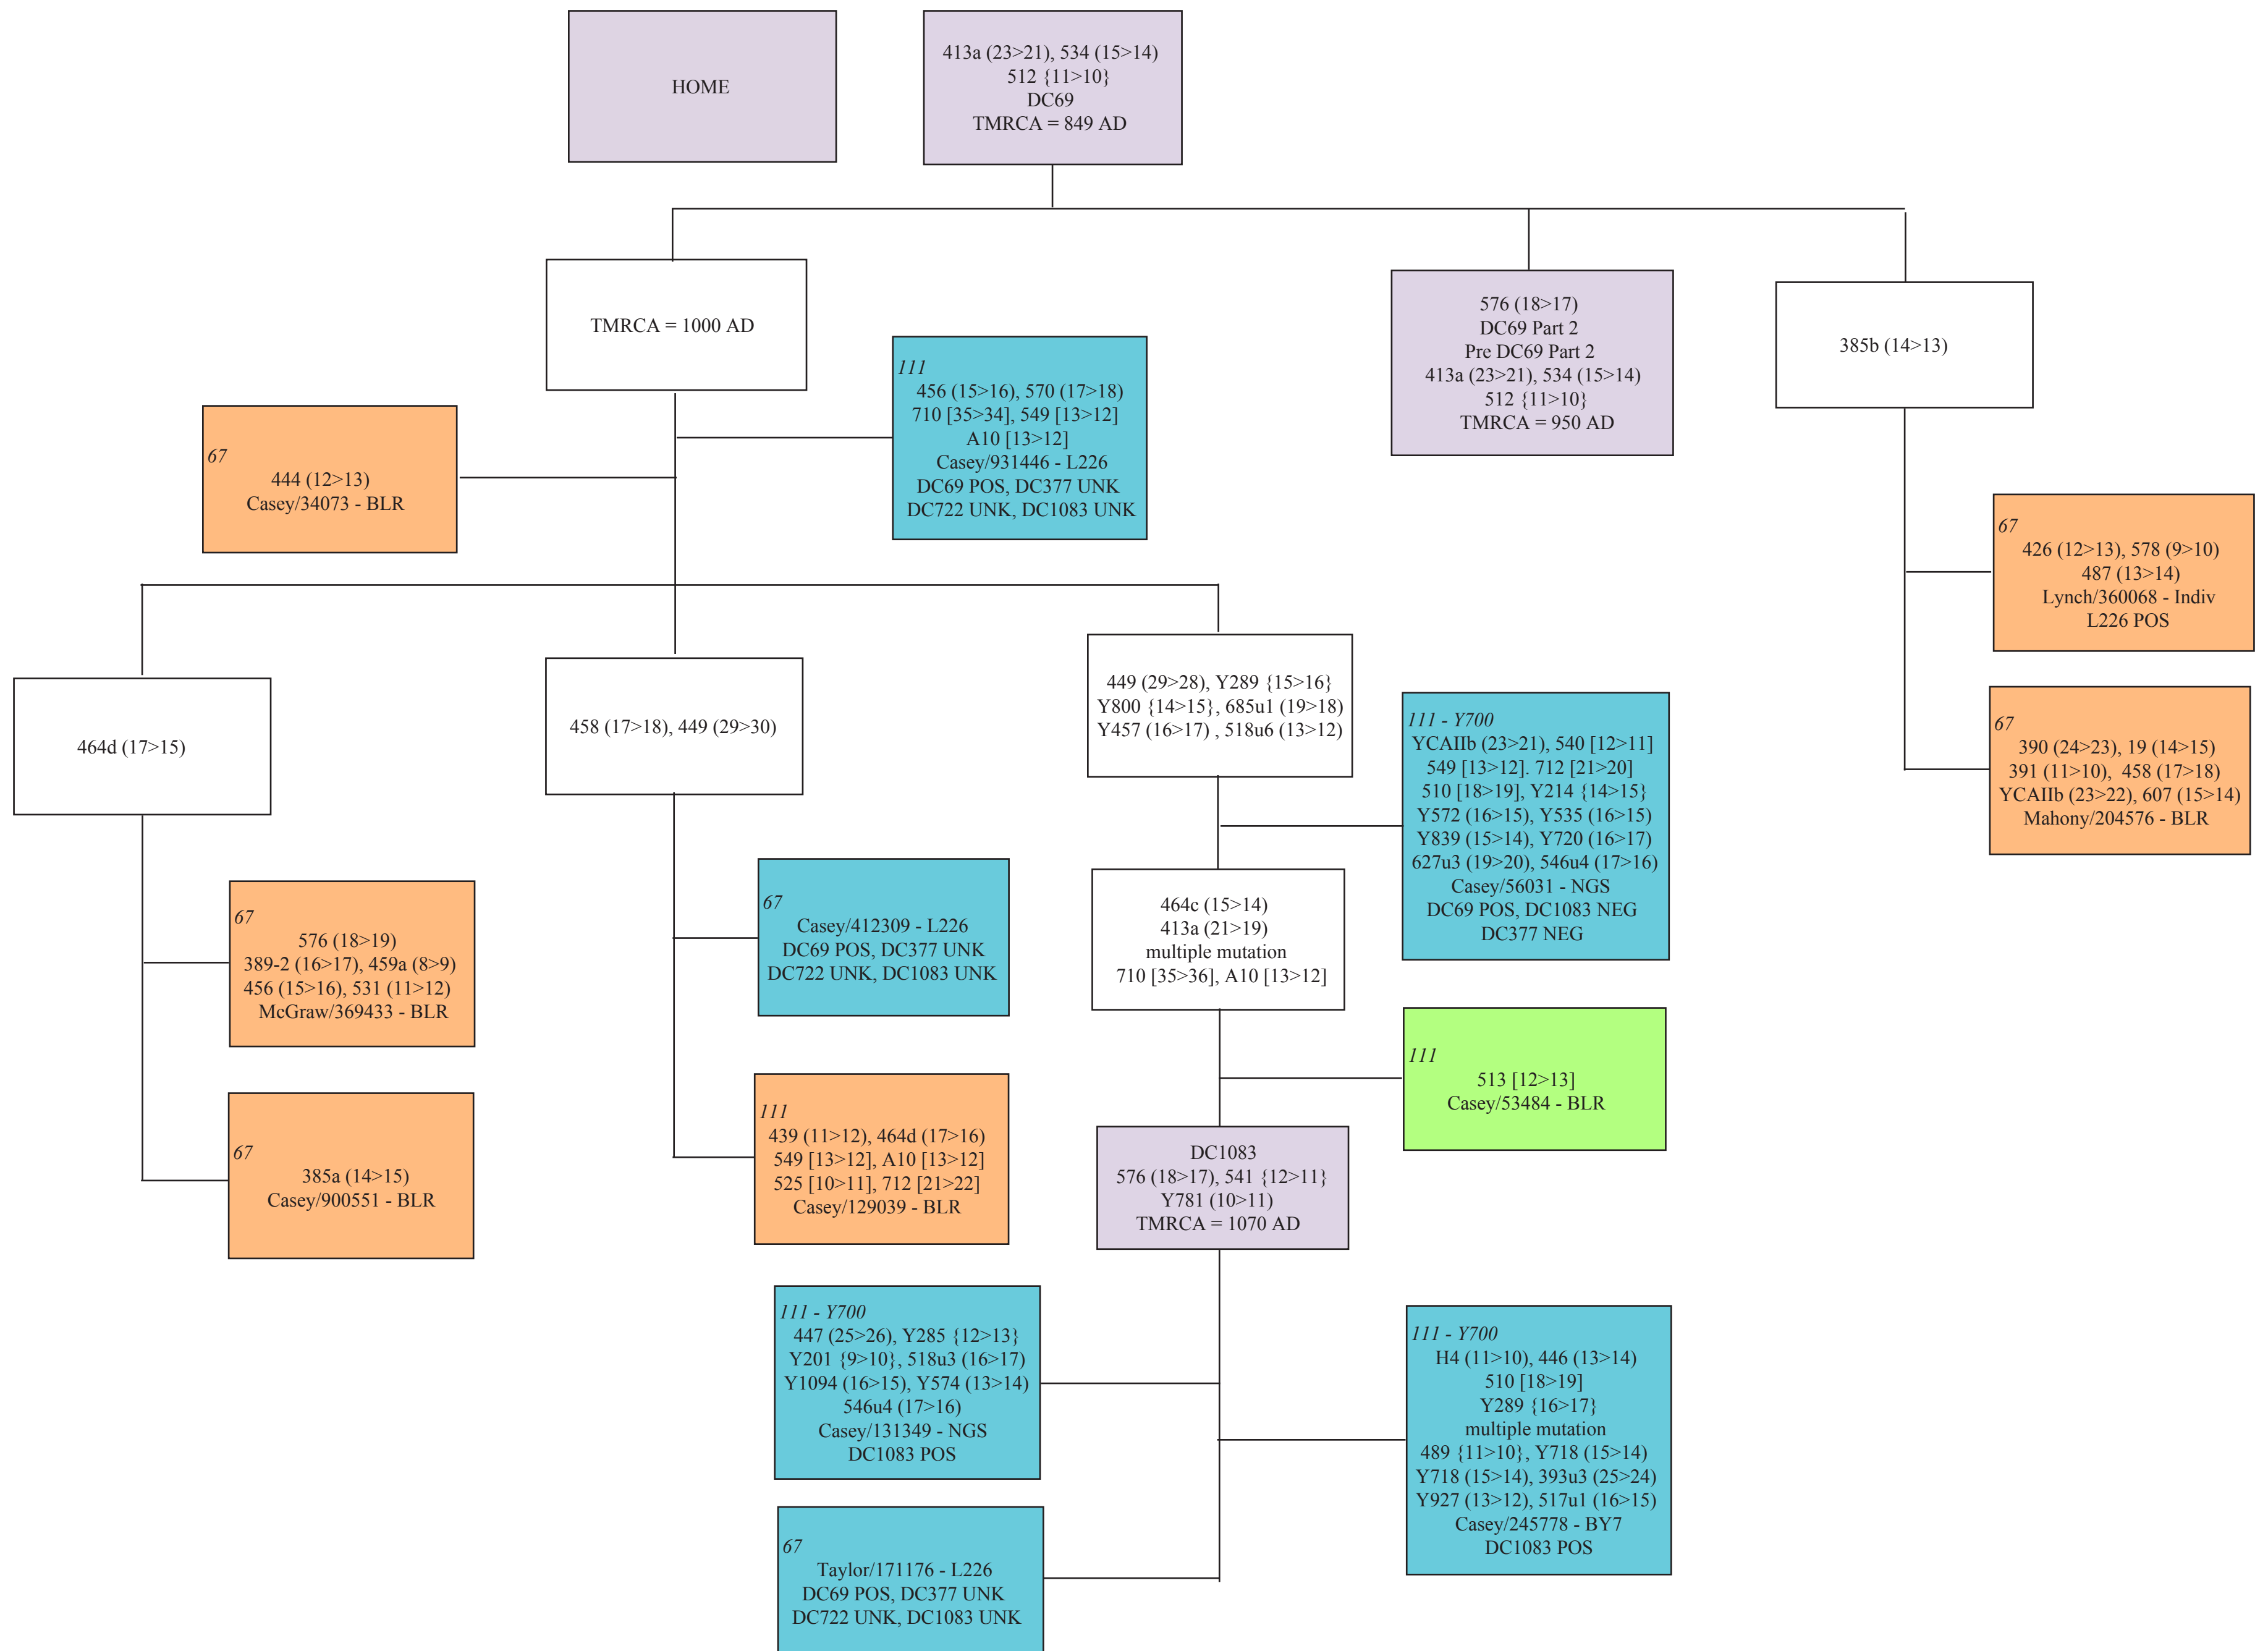 HOME
413a (23>21), 534 (15>14)
512 {11>10}
DC69
TMRCA = 849 AD
TMRCA = 1000 AD
576 (18>17)
DC69 Part 2
Pre DC69 Part 2
413a (23>21), 534 (15>14)
512 {11>10}
TMRCA = 950 AD
385b (14>13)
111
456 (15>16), 570 (17>18)
710 [35>34], 549 [13>12]
A10 [13>12]
Casey/931446 - L226
DC69 POS, DC377 UNK
DC722 UNK, DC1083 UNK
67
444 (12>13)
Casey/34073 - BLR
67
426 (12>13), 578 (9>10)
487 (13>14)
Lynch/360068 - Indiv
L226 POS
464d (17>15)
458 (17>18), 449 (29>30)
449 (29>28), Y289 {15>16}
Y800 {14>15}, 685u1 (19>18)
Y457 (16>17) , 518u6 (13>12)
111 - Y700
YCAIIb (23>21), 540 [12>11]
549 [13>12]. 712 [21>20]
510 [18>19], Y214 {14>15}
Y572 (16>15), Y535 (16>15)
Y839 (15>14), Y720 (16>17)
627u3 (19>20), 546u4 (17>16)
Casey/56031 - NGS
DC69 POS, DC1083 NEG
DC377 NEG
67
390 (24>23), 19 (14>15)
391 (11>10),  458 (17>18)
YCAIIb (23>22), 607 (15>14)
Mahony/204576 - BLR
67
576 (18>19)
389-2 (16>17), 459a (8>9)
456 (15>16), 531 (11>12)
McGraw/369433 - BLR
67
Casey/412309 - L226
DC69 POS, DC377 UNK
DC722 UNK, DC1083 UNK
464c (15>14)
413a (21>19)
multiple mutation
710 [35>36], A10 [13>12]
111
513 [12>13]
Casey/53484 - BLR
67
385a (14>15)
Casey/900551 - BLR
111
439 (11>12), 464d (17>16)
549 [13>12], A10 [13>12]
525 [10>11], 712 [21>22]
Casey/129039 - BLR
DC1083
576 (18>17), 541 {12>11}
Y781 (10>11)
TMRCA = 1070 AD
111 - Y700
447 (25>26), Y285 {12>13}
Y201 {9>10}, 518u3 (16>17)
Y1094 (16>15), Y574 (13>14)
546u4 (17>16)
Casey/131349 - NGS
DC1083 POS
111 - Y700
H4 (11>10), 446 (13>14)
510 [18>19]
Y289 {16>17}
multiple mutation
489 {11>10}, Y718 (15>14)
Y718 (15>14), 393u3 (25>24)
Y927 (13>12), 517u1 (16>15)
Casey/245778 - BY7
DC1083 POS
67
Taylor/171176 - L226
DC69 POS, DC377 UNK
DC722 UNK, DC1083 UNK